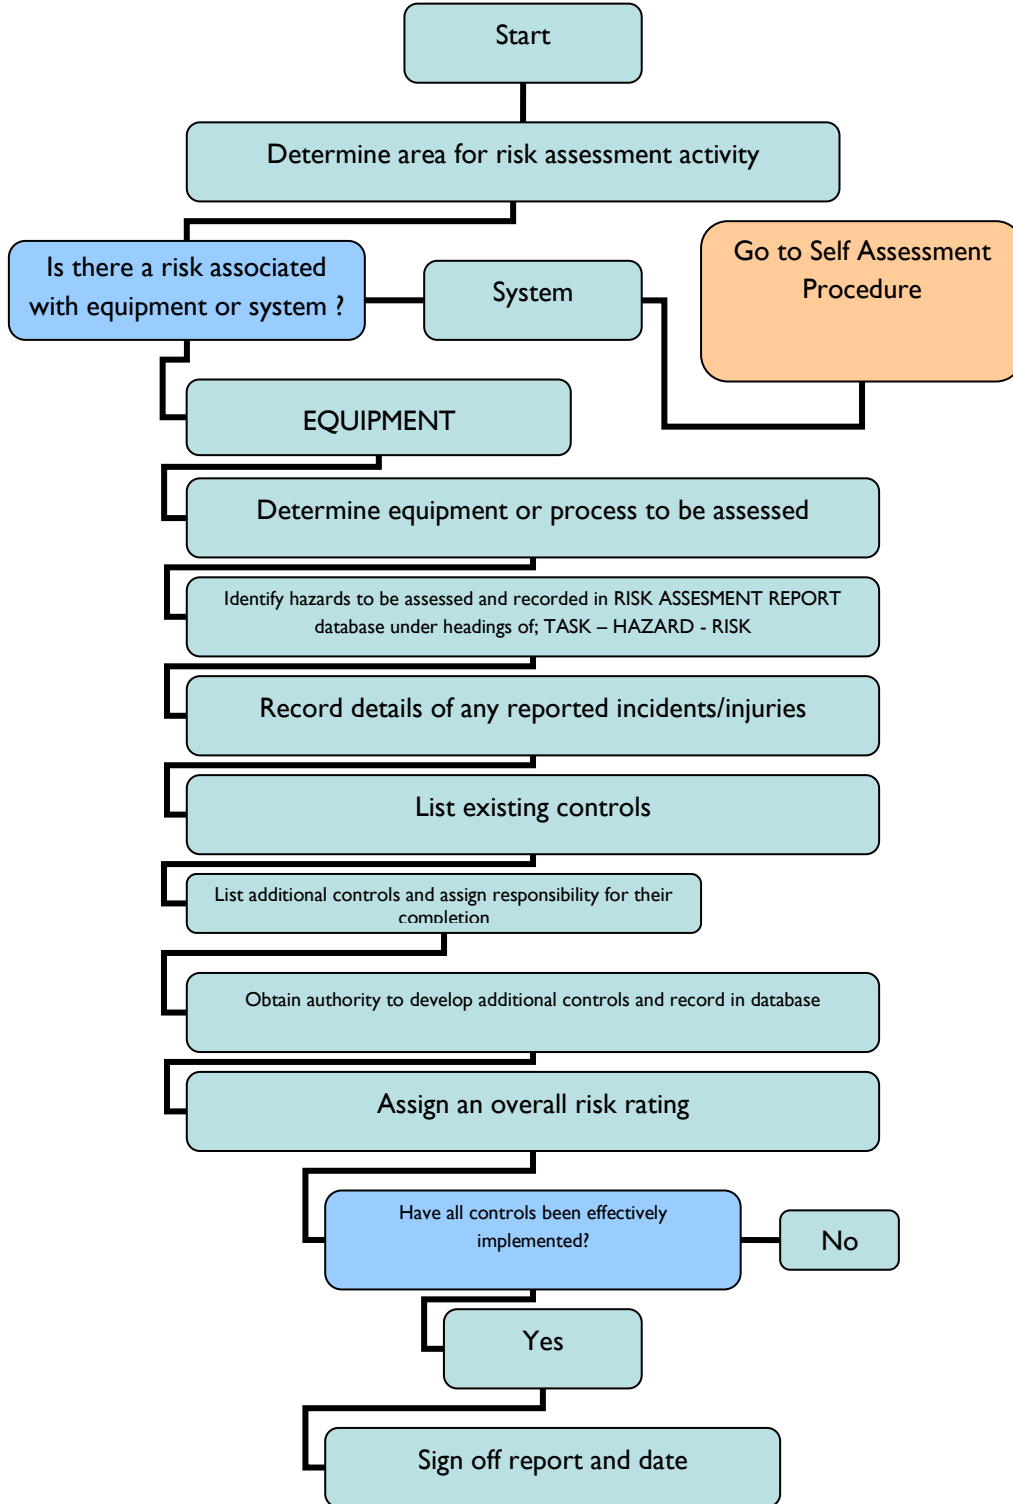 Start
Determine area for risk assessment activity
Is there a risk associated
with equipment or system ?
System
Go to Self Assessment
Procedure
EQUIPMENT
Determine equipment or process to be assessed
Identify hazards to be assessed and recorded in RISK ASSESMENT REPORT
database under headings of; TASK – HAZARD - RISK
Record details of any reported incidents/injuries
List existing controls
List additional controls and assign responsibility for their
completion
Obtain authority to develop additional controls and record in database
Assign an overall risk rating
Have all controls been effectively
implemented?
No
Yes
Sign off report and date